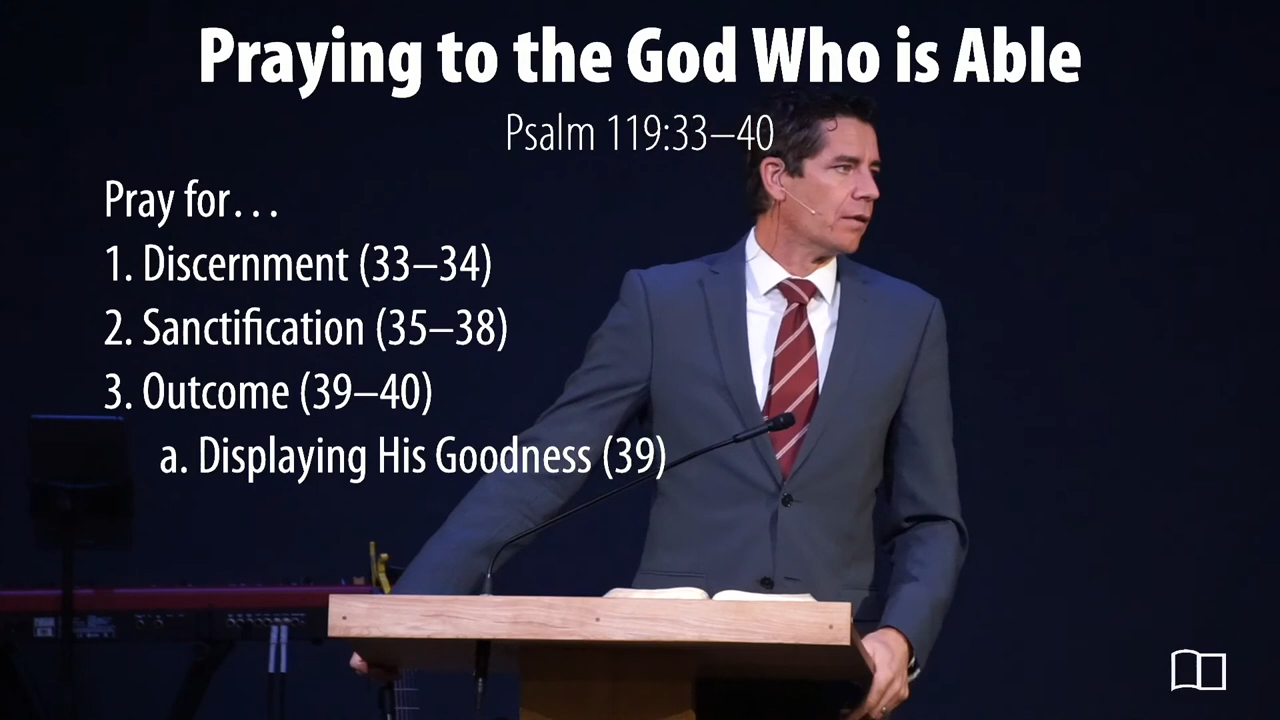 Praying to the God Who is Able
Psalm 119:33–40
Pray for…
1. Discernment (33–34)
2. Sanctification (35–38)
3. Outcome (39–40)
a. Displaying His Goodness (39)